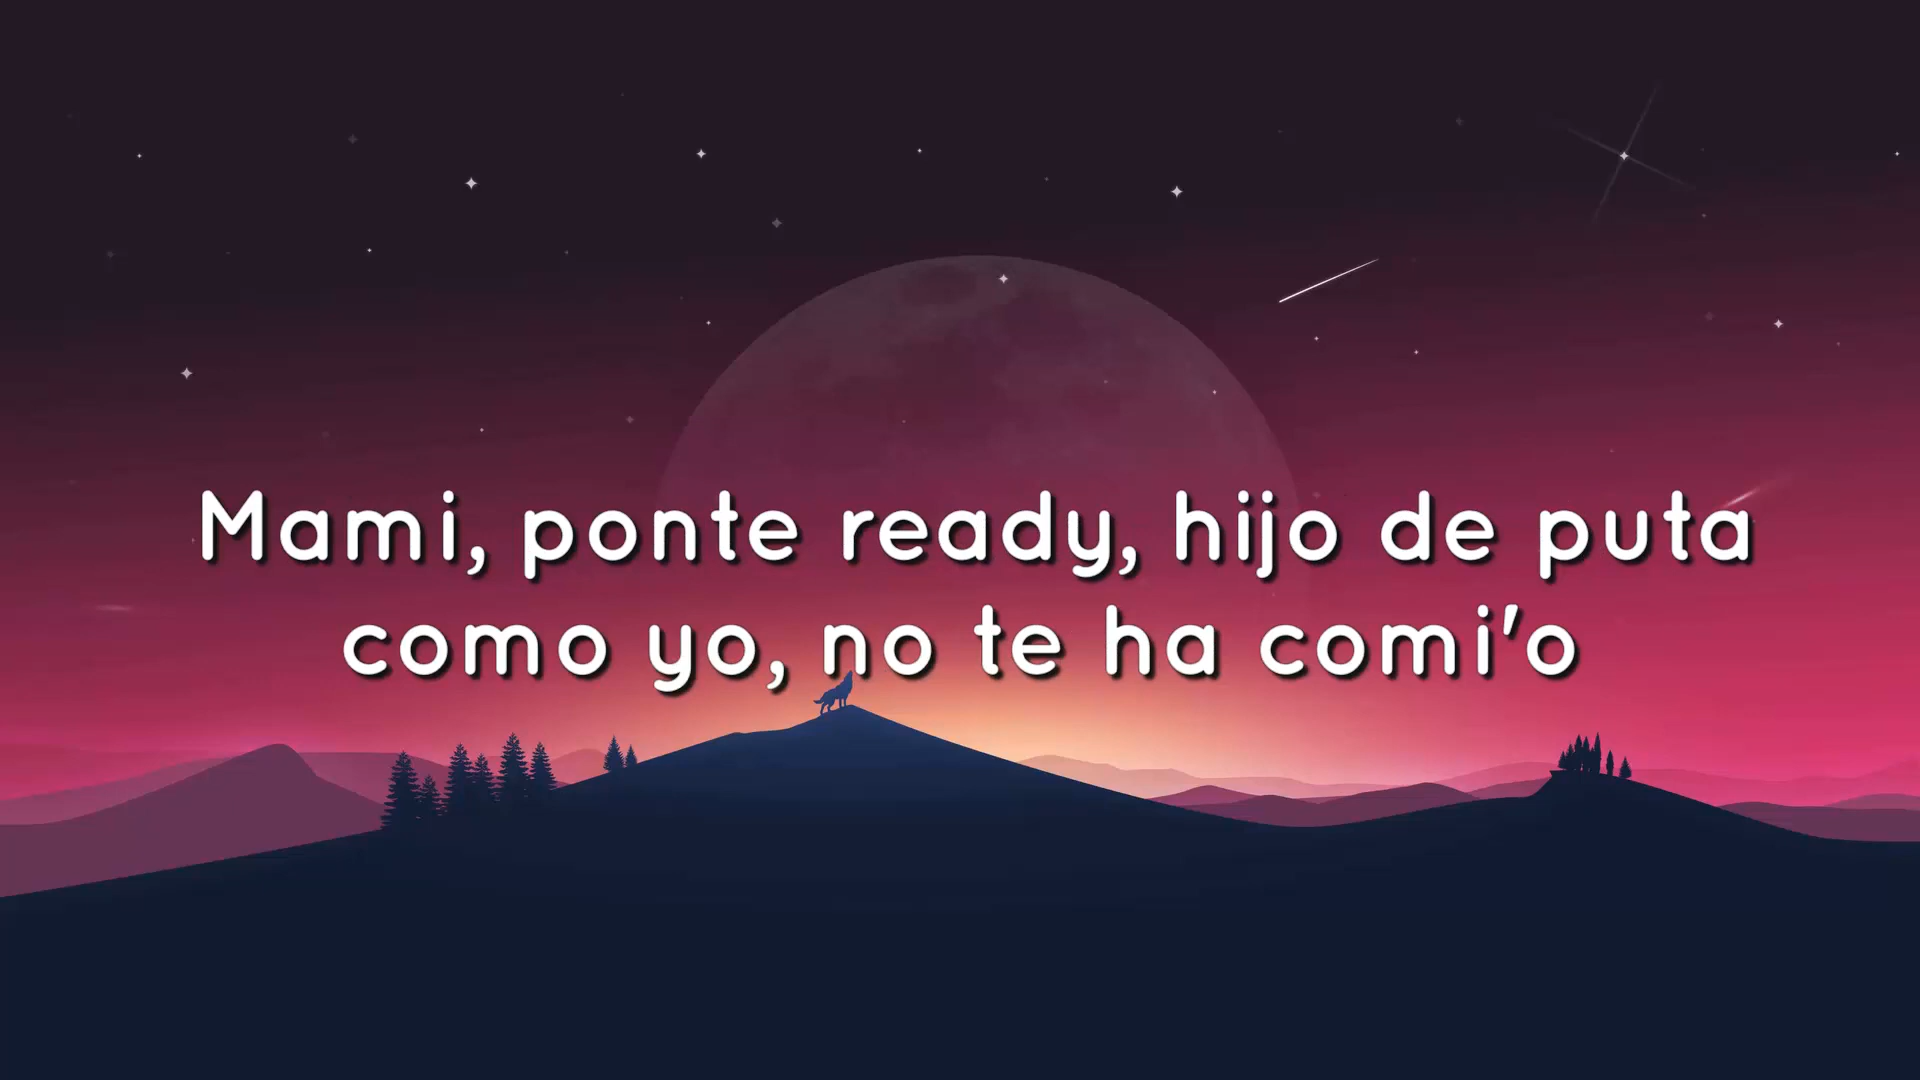 Mami, ponte ready, hijo de puta
como yo, no te ha comi'o